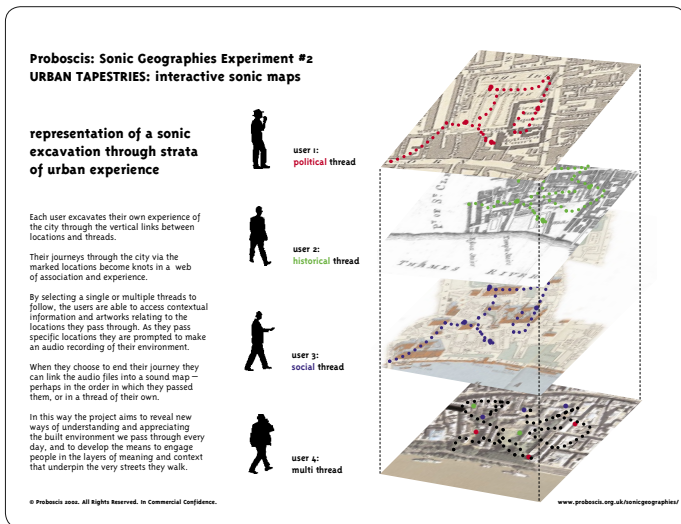 Proboscis: Sonic Geographies Experiment #2
URBAN TAPESTRIES: interactive sonic maps
representation of a sonic
excavation through strata
of urban experience
Each user excavates their own experience of
the city through the vertical links between
locations and threads.
Their journeys through the city via the
marked locations become knots in a web
of association and experience.
By selecting a single or multiple threads to
follow, the users are able to access contextual
information and artworks relating to the
locations they pass through. As they pass
specific locations they are prompted to make
an audio recording of their environment.
When they choose to end their journey they
can link the audio files into a sound map –
perhaps in the order in which they passed
them, or in a thread of their own.
In this way the project aims to reveal new
ways of understanding and appreciating
the built environment we pass through every
day, and to develop the means to engage
people in the layers of meaning and context
that underpin the very streets they walk.
user 1:
political thread
user 2:
historical thread
user 3:
social thread
user 4:
multi thread
THAMES RIVER
© Proboscis 2002. All Rights Reserved. In Commercial Confidence.
www.proboscis.org.uk/sonicgeographies/